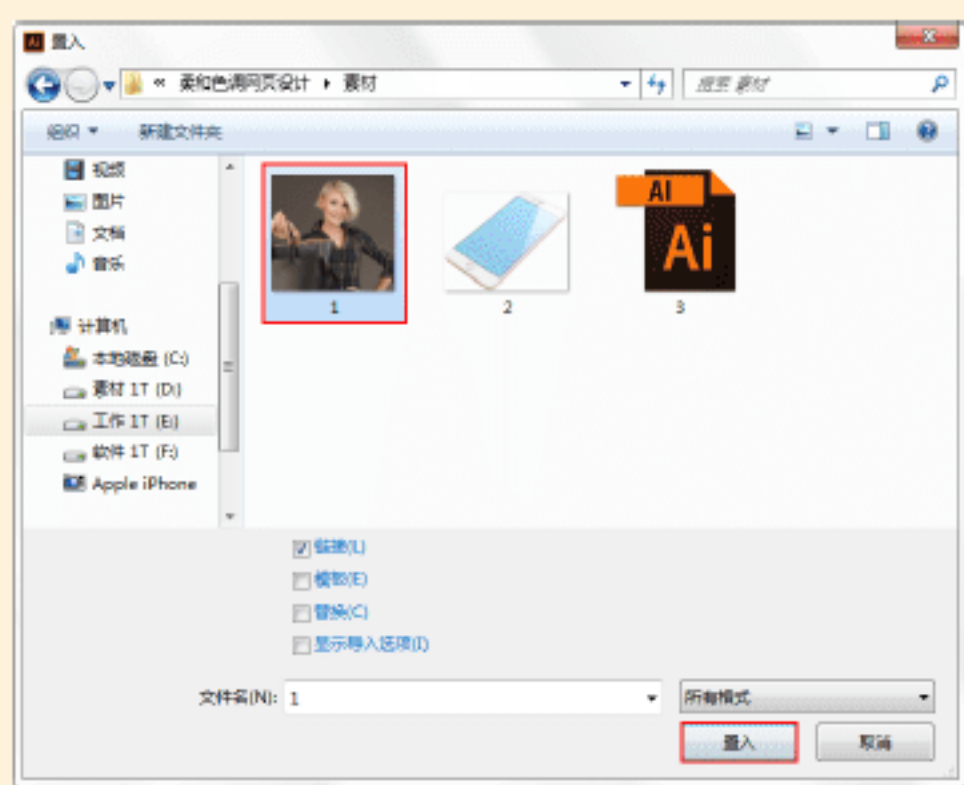 置入
« 柔和色调网页设计 ▸ 素材
搜索 素材
组织 新建文件夹
视频
图片
文档
音乐
计算机
本地磁盘 (C:)
素材 1T (D:)
工作 1T (E:)
软件 1T (F:)
Apple iPhone
1
2
AI
Ai
3
链接(L)
模板(E)
替换(C)
显示导入选项(I)
文件名(N): 1
所有格式
置入 取消